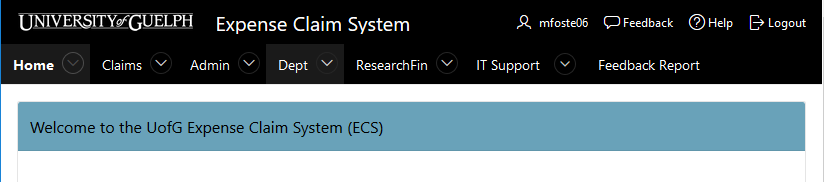 UNIVERSITY of GUELPH Expense Claim System mfoste06 Feedback Help Logout
Home Claims Admin Dept ResearchFin IT Support Feedback Report
Welcome to the UofG Expense Claim System (ECS)